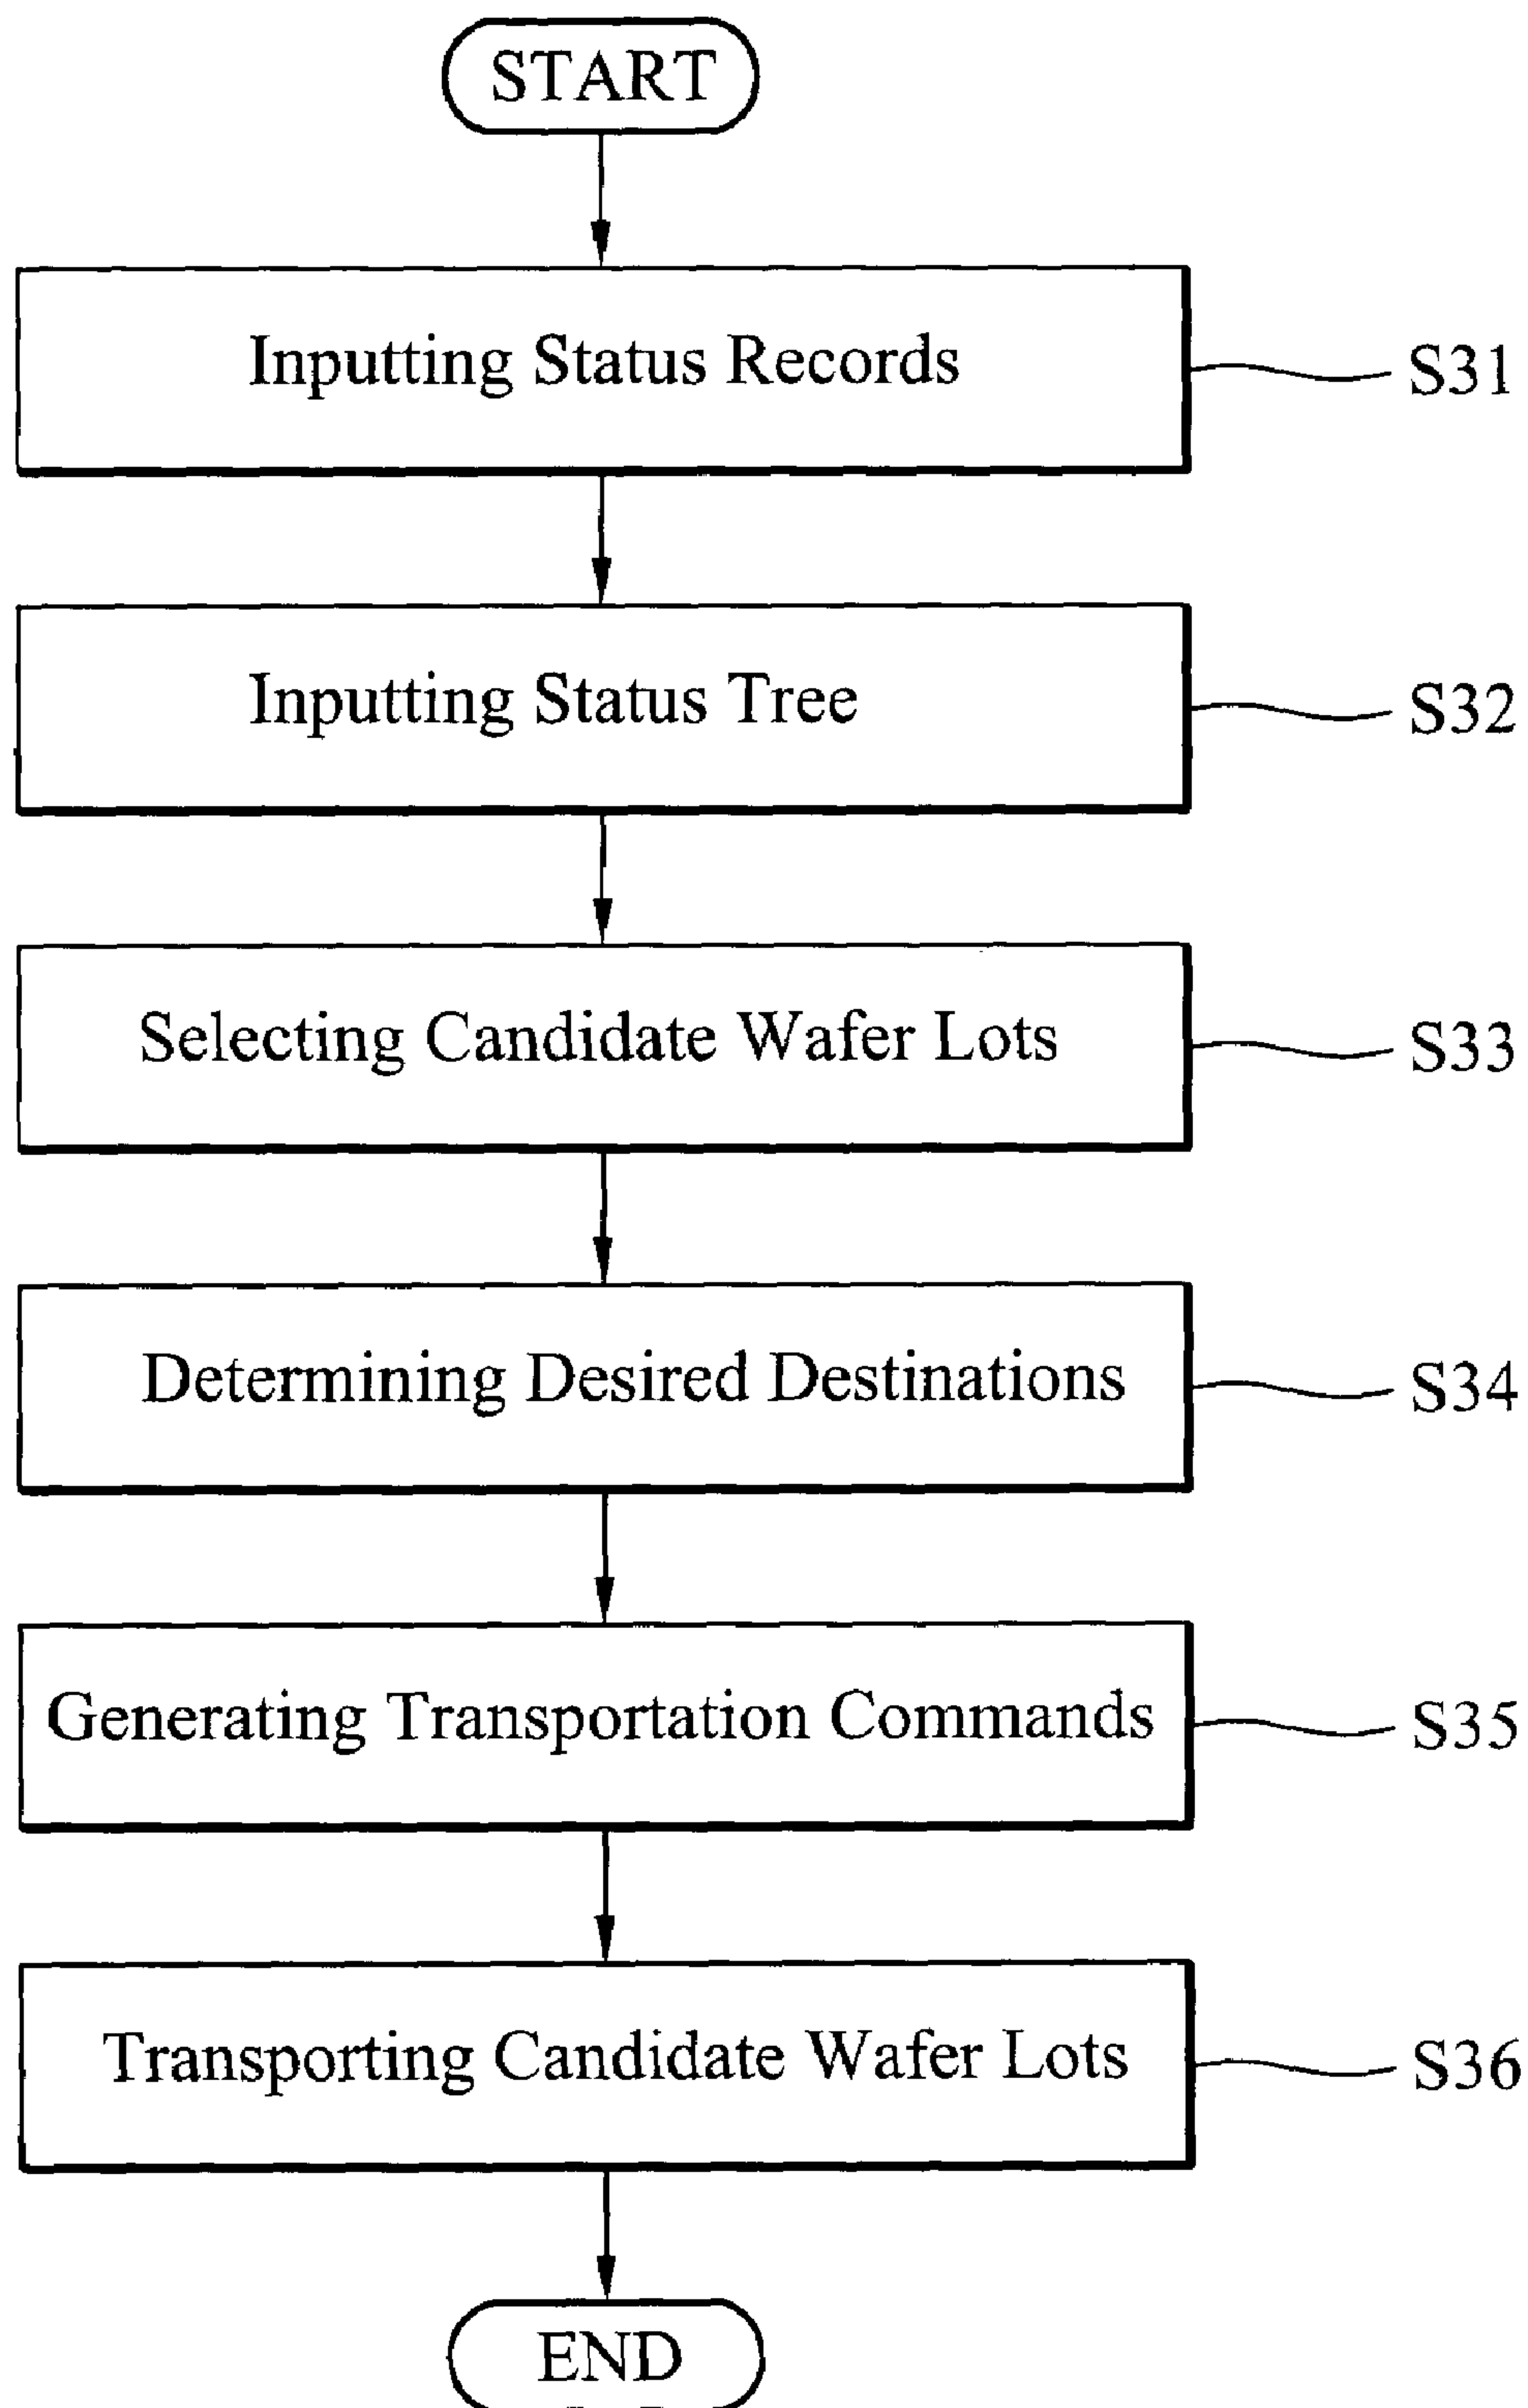 START
Inputting Status Records
S31
Inputting Status Tree
S32
Selecting Candidate Wafer Lots
S33
Determining Desired Destinations
S34
Generating Transportation Commands
S35
Transporting Candidate Wafer Lots
S36
END